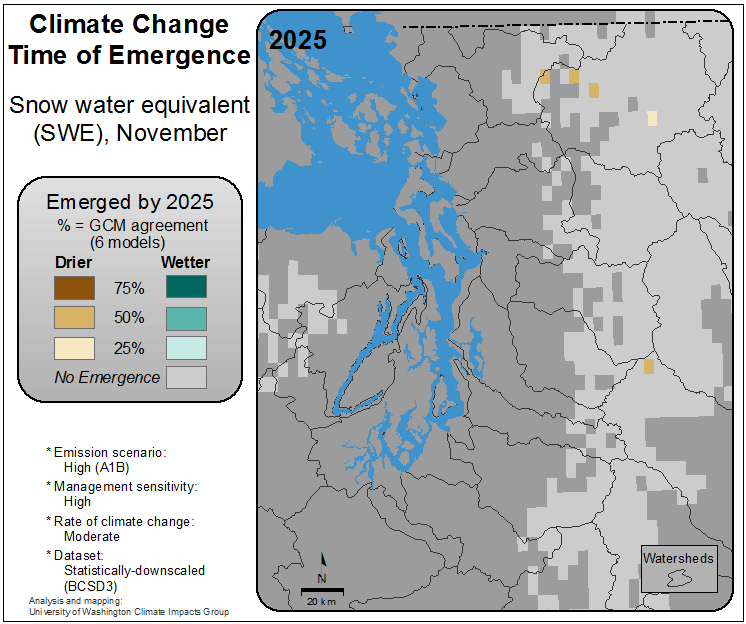 Climate Change
Time of Emergence
Snow water equivalent
(SWE), November
Emerged by 2025
% = GCM agreement
(6 models)
Drier Wetter
75%
50%
25%
No Emergence
* Emission scenario:
High (A1B)
* Management sensitivity:
High
* Rate of climate change:
Moderate
* Dataset:
Statistically-downscaled
(BCSD3)
Analysis and mapping:
University of Washington Climate Impacts Group
2025
N
20 km
Watersheds